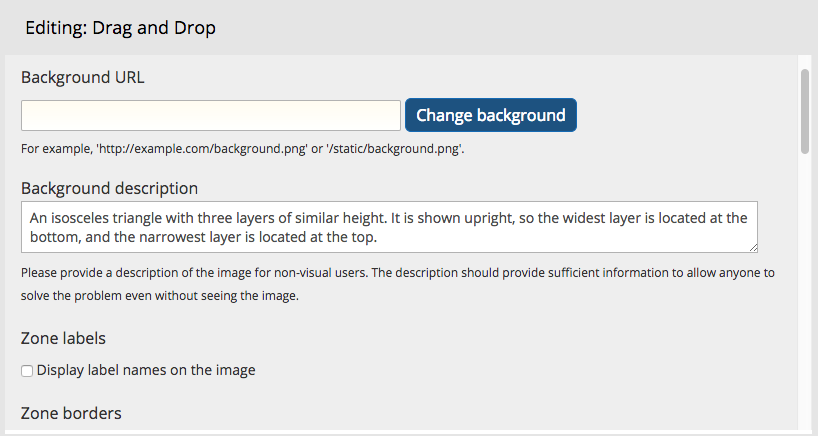 Editing: Drag and Drop
Background URL
Change background
For example, 'http://example.com/background.png' or '/static/background.png'.
Background description
An isosceles triangle with three layers of similar height. It is shown upright, so the widest layer is located at the
bottom, and the narrowest layer is located at the top.
Please provide a description of the image for non-visual users. The description should provide sufficient information to allow anyone to
solve the problem even without seeing the image.
Zone labels
Display label names on the image
Zone borders